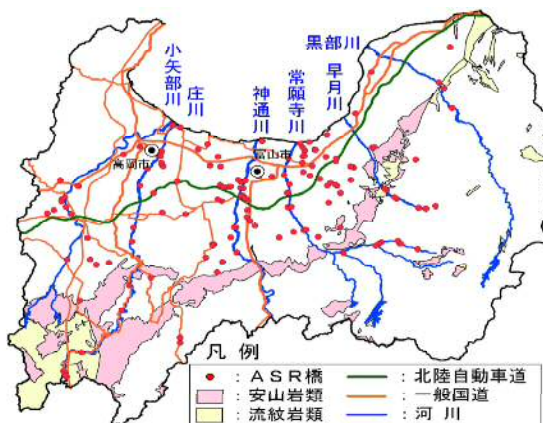 黒部川
小矢部川
庄川
神通川
常願寺川
早月川
高岡市
富山市
凡 例
：ＡＳＲ橋
：北陸自動車道
：安山岩類
：一般国道
：流紋岩類
：河 川